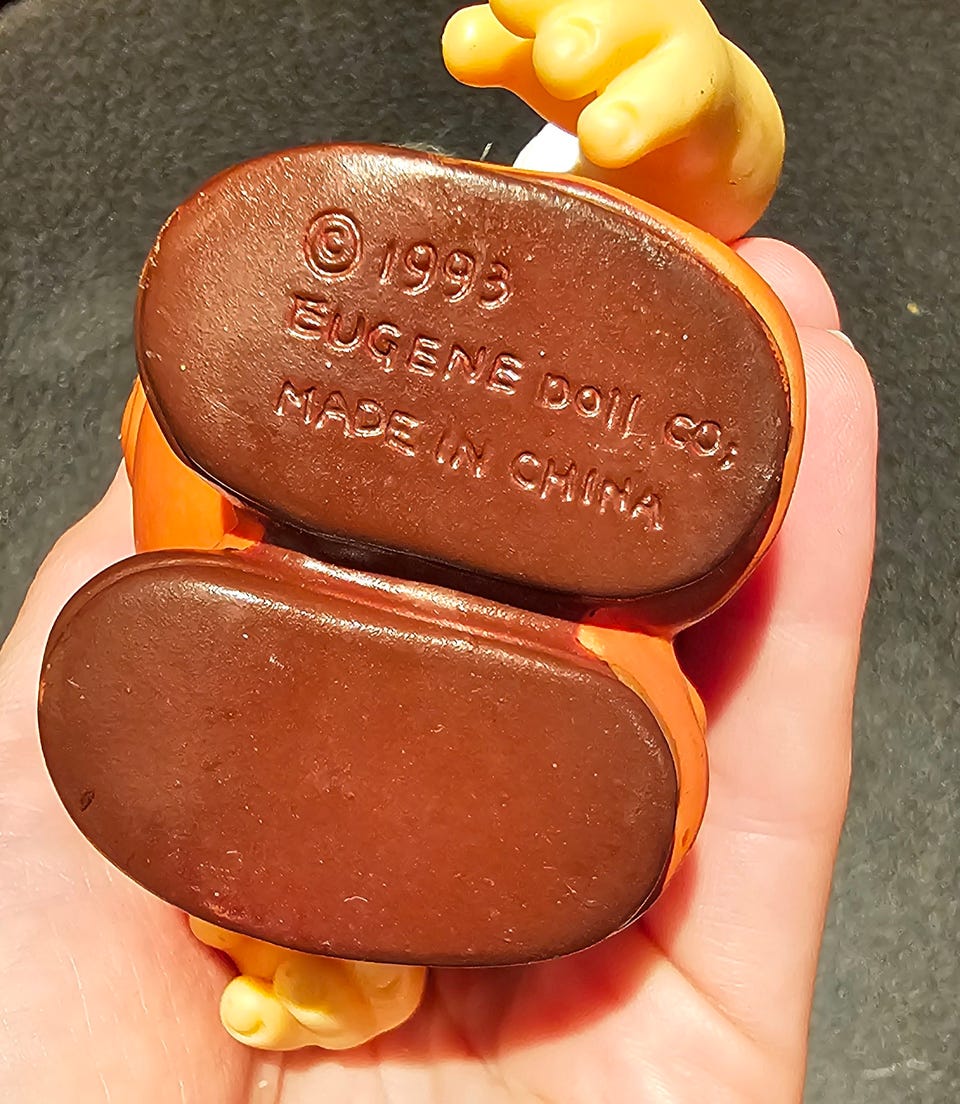 © 1993
EUGENE Doll CO;
MADE IN CHINA